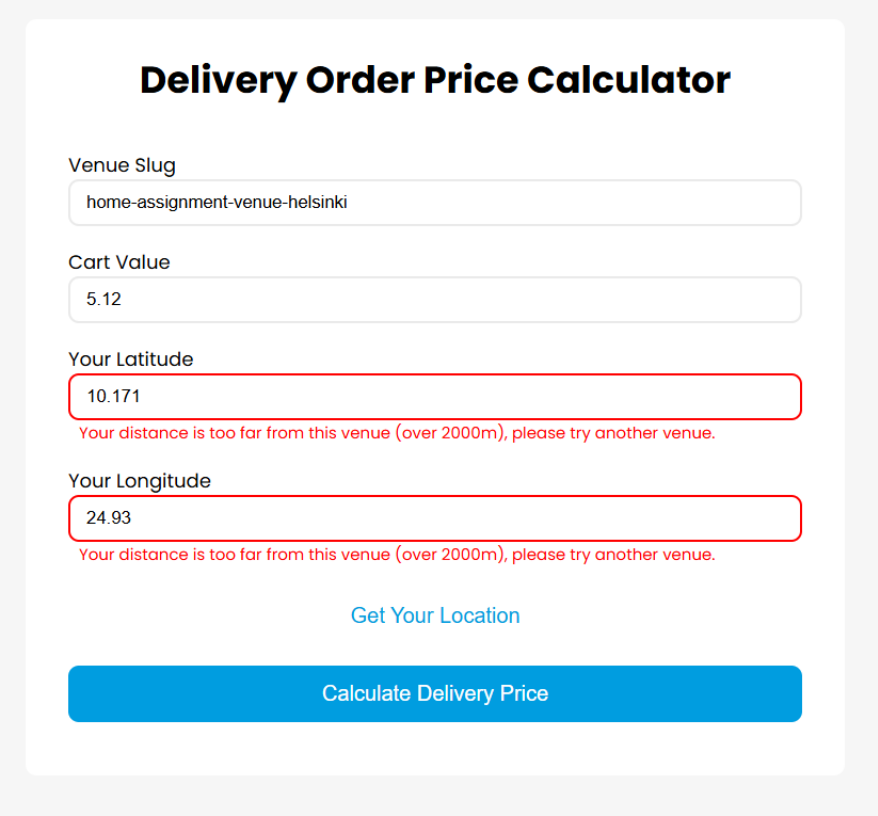 Delivery Order Price Calculator
Venue Slug
home-assignment-venue-helsinki
Cart Value
5.12
Your Latitude
10.171
Your distance is too far from this venue (over 2000m), please try another venue.
Your Longitude
24.93
Your distance is too far from this venue (over 2000m), please try another venue.
Get Your Location
Calculate Delivery Price